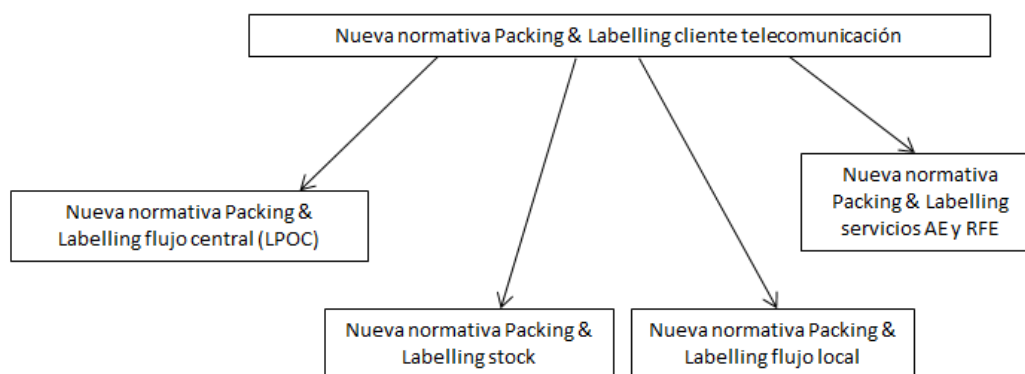 Nueva normativa Packing & Labelling cliente telecomunicación
Nueva normativa Packing &
Labelling flujo central (LPOC)
Nueva normativa
Packing & Labelling
servicios AE y RFE
Nueva normativa Packing &
Labelling stock
Nueva normativa Packing &
Labelling flujo local